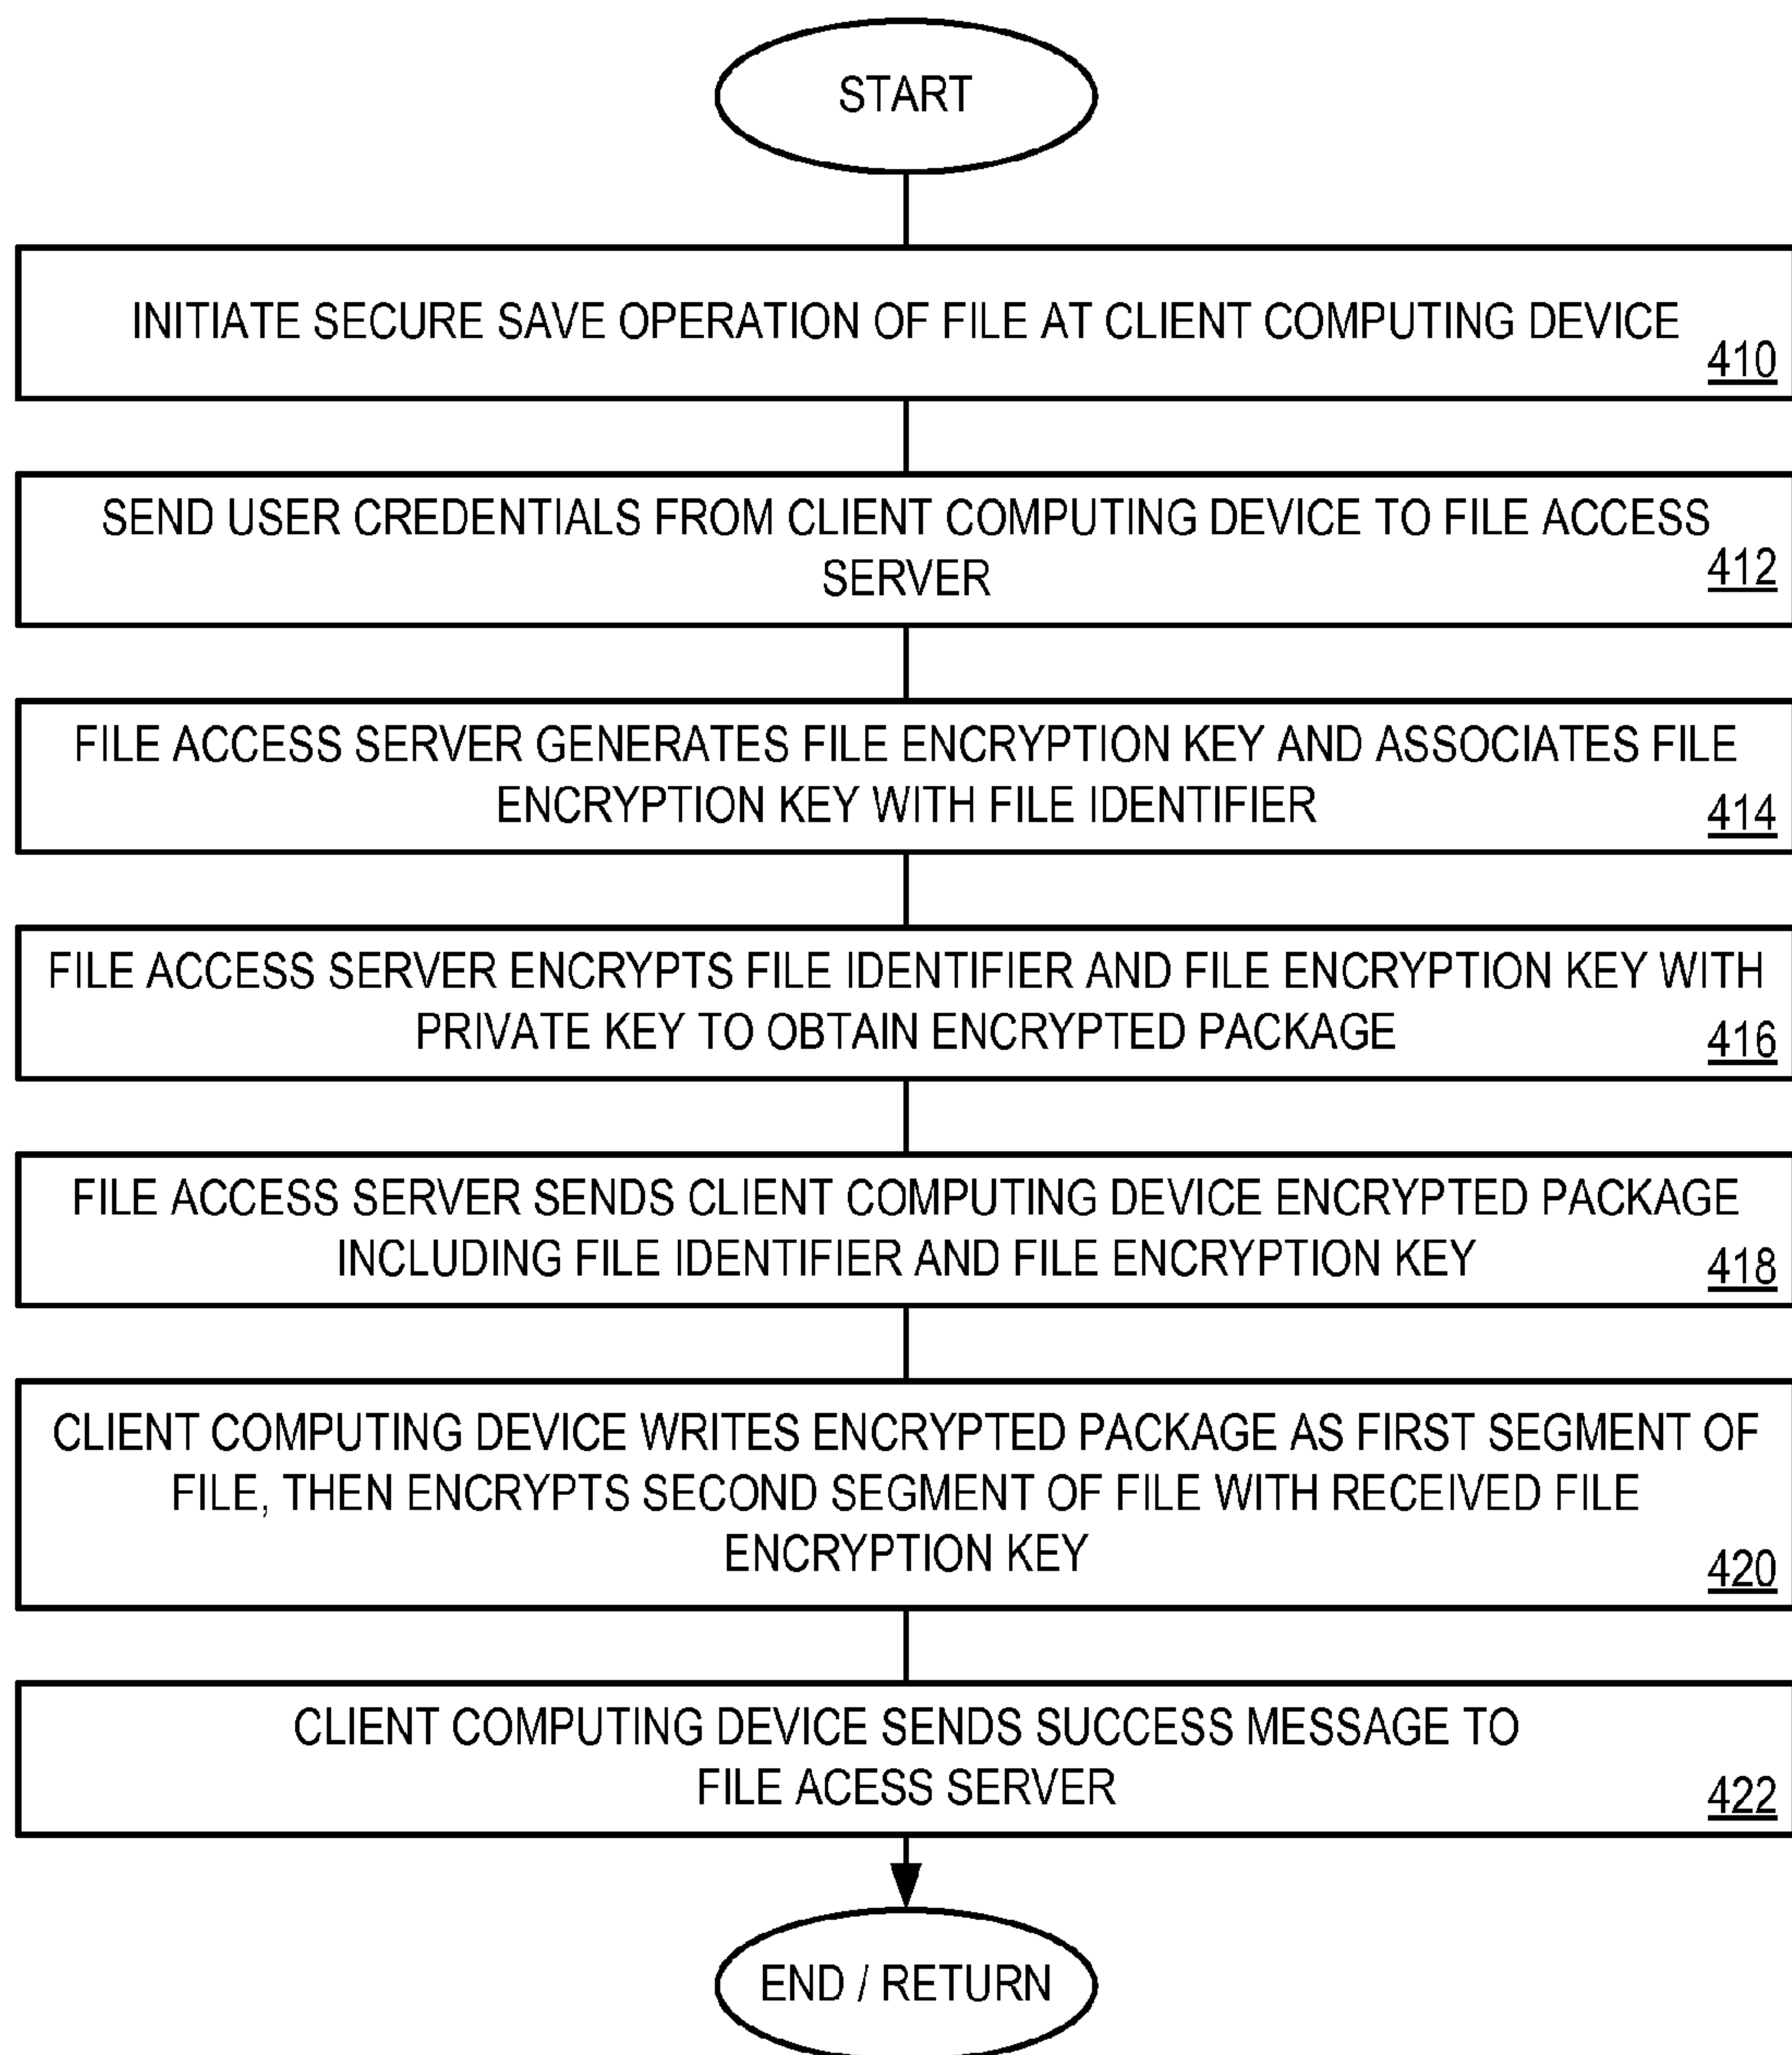 START
INITIATE SECURE SAVE OPERATION OF FILE AT CLIENT COMPUTING DEVICE
410
SEND USER CREDENTIALS FROM CLIENT COMPUTING DEVICE TO FILE ACCESS
SERVER
412
FILE ACCESS SERVER GENERATES FILE ENCRYPTION KEY AND ASSOCIATES FILE
ENCRYPTION KEY WITH FILE IDENTIFIER
414
FILE ACCESS SERVER ENCRYPTS FILE IDENTIFIER AND FILE ENCRYPTION KEY WITH
PRIVATE KEY TO OBTAIN ENCRYPTED PACKAGE
416
FILE ACCESS SERVER SENDS CLIENT COMPUTING DEVICE ENCRYPTED PACKAGE
INCLUDING FILE IDENTIFIER AND FILE ENCRYPTION KEY
418
CLIENT COMPUTING DEVICE WRITES ENCRYPTED PACKAGE AS FIRST SEGMENT OF
FILE, THEN ENCRYPTS SECOND SEGMENT OF FILE WITH RECEIVED FILE
ENCRYPTION KEY
420
CLIENT COMPUTING DEVICE SENDS SUCCESS MESSAGE TO
FILE ACESS SERVER
422
END / RETURN